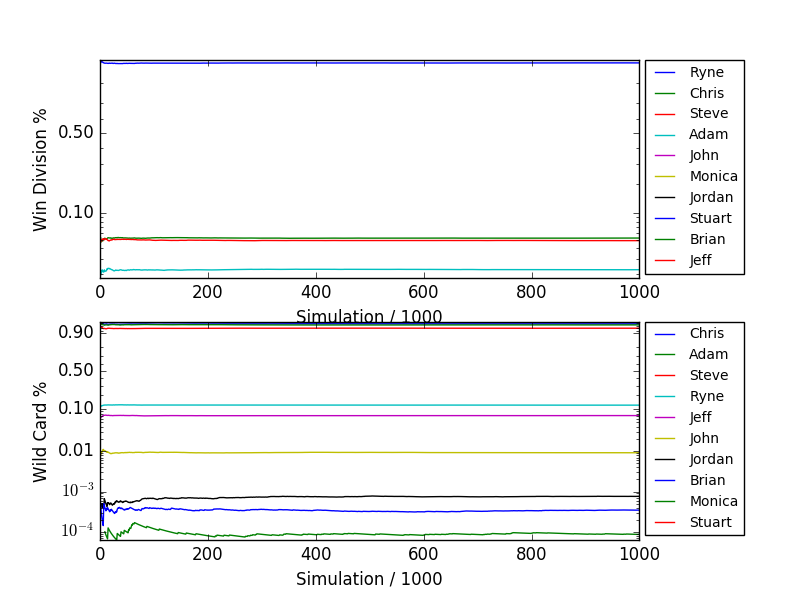 Win Division %
0.50
0.10
0
200
400
600
800
1000
Simulation / 1000
Ryne
Chris
Steve
Adam
John
Monica
Jordan
Stuart
Brian
Jeff
Wild Card %
0.90
0.50
0.10
0.01
10⁻³
10⁻⁴
0
200
400
600
800
1000
Simulation / 1000
Chris
Adam
Steve
Ryne
Jeff
John
Jordan
Brian
Monica
Stuart